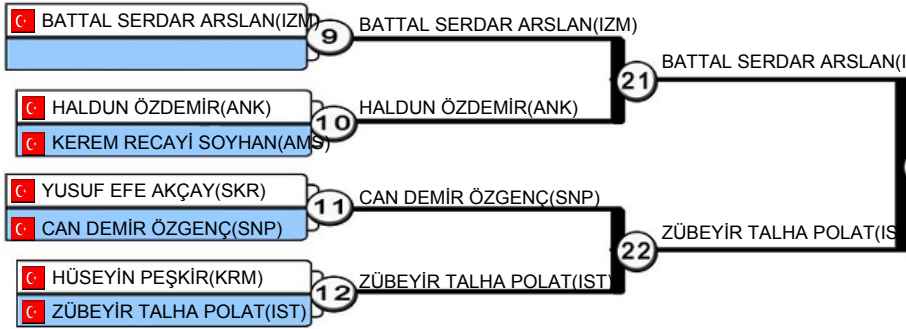 BATTAL SERDAR ARSLAN(IZM)
9
BATTAL SERDAR ARSLAN(IZM)
BATTAL SERDAR ARSLAN(I
21
HALDUN ÖZDEMİR(ANK)
10
HALDUN ÖZDEMİR(ANK)
KEREM RECAYİ SOYHAN(AMS)
YUSUF EFE AKÇAY(SKR)
11
CAN DEMİR ÖZGENÇ(SNP)
CAN DEMİR ÖZGENÇ(SNP)
ZÜBEYİR TALHA POLAT(IS
22
HÜSEYİN PEŞKİR(KRM)
12
ZÜBEYİR TALHA POLAT(IST)
ZÜBEYİR TALHA POLAT(IST)